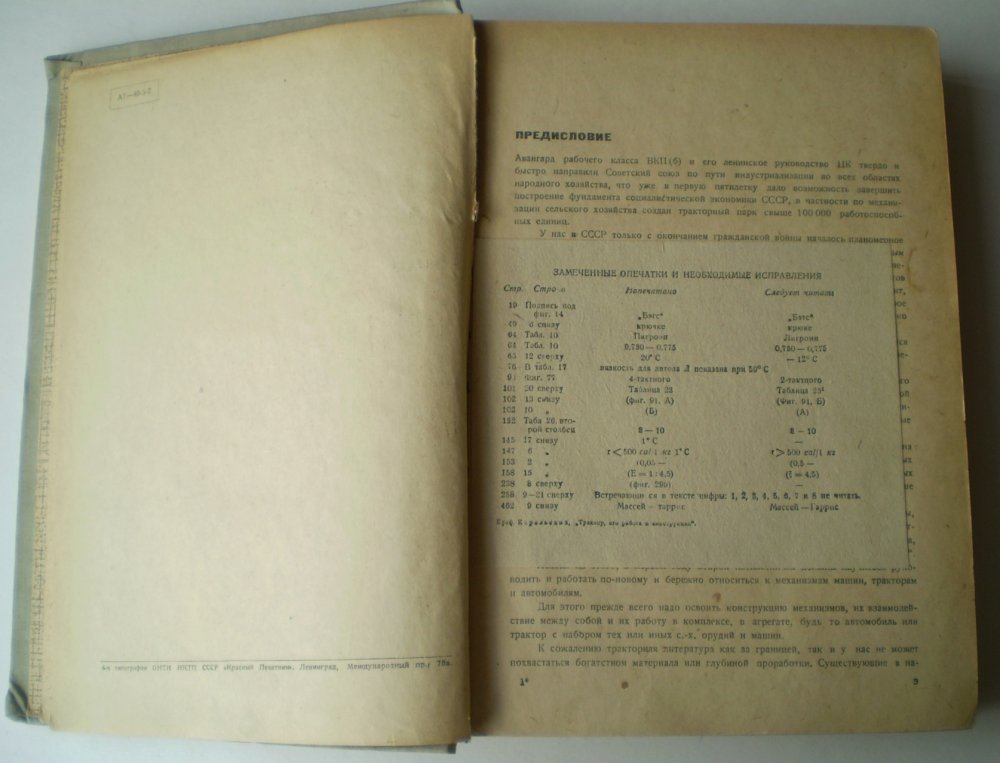 ПРЕДИСЛОВИЕ
Авангард рабочего класса ВКП(б) и его ленинское руководство ЦК твердо и
быстро направили Советский союз по пути индустриализации во всех областях
народного хозяйства, что уже в первую пятилетку дало возможность завершить
построение фундамента социалистической экономики СССР, в частности по механи-
зации сельского хозяйства создан тракторный парк свыше 100 000 работоспособ-
ных единиц.
У нас в СССР только с окончанием гражданской войны началось планомерное
ЗАМЕЧЕННЫЕ ОПЕЧАТКИ И НЕОБХОДИМЫЕ ИСПРАВЛЕНИЯ
Стр. Строка Напечатано Следует читать
19 Подпись под
фиг. 14 „Бэгс“ „Бэтс“
49 6 снизу крючке крюке
64 Табл. 10 Пигроин Лигроин
64 Табл. 10 0,730 — 0,775 0,750 — 0,775
65 12 сверху 20° С — 12° С
76 В табл. 17 вязкость для автола Л показана при 50° С
91 Фиг. 77 4-тактного 2-тактного
101 20 сверху Таблица 22
102 13 снизу (фиг. 91, А) (Фиг. 91, Б)
103 10 „ (Б) (А)
132 Табл 26, вто-
рой столбец 8 — 10 8 — 10
145 17 снизу 1° С —
147 6 „ r < 500 cal/1 кг 1° С r > 500 cal/1 кг
153 2 „ (0,05 — (0,5 —
158 15 „ (Е = 1 : 4,5) (ε = 4,5)
238 8 сверху (фиг. 299) —
258 9 — 21 сверху Встречающиеся в тексте цифры: 1, 2, 3, 4, 5, 6, 7 и 8 не читать.
462 9 снизу Массей — таррис Массей — Гаррис
Проф. „Трактор, его работа и конструкция“.
водить и работать по-новому и бережно относиться к механизмам машин, тракторам
и автомобилям.
Для этого прежде всего надо освоить конструкцию механизмов, их взаимодей-
ствие между собой и их работу в комплексе, в агрегате, будь то автомобиль или
трактор с набором тех или иных с.-х. орудий и машин.
К сожалению тракторная литература как за границей, так и у нас не может
похвастаться богатством материала или глубиной проработки. Существующие в на-
1* 3
4-я типография ОНТИ НКТП СССР «Красный Печатник». Ленинград, Международный пр., 75а.